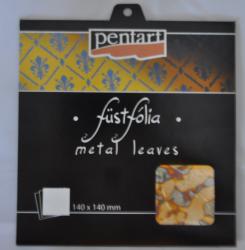 pentart
• füstfólia •
metal leaves
140 x 140 mm